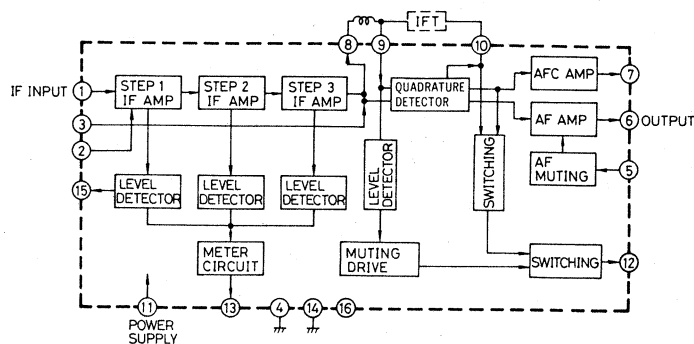 IFT
8
9
10
IF INPUT
1
STEP 1
IF AMP
STEP 2
IF AMP
STEP 3
IF AMP
QUADRATURE
DETECTOR
AFC AMP
7
3
AF AMP
6
OUTPUT
2
AF
MUTING
5
15
LEVEL
DETECTOR
LEVEL
DETECTOR
LEVEL
DETECTOR
LEVEL
DETECTOR
SWITCHING
METER
CIRCUIT
MUTING
DRIVE
SWITCHING
12
11
13
4
14
16
POWER
SUPPLY